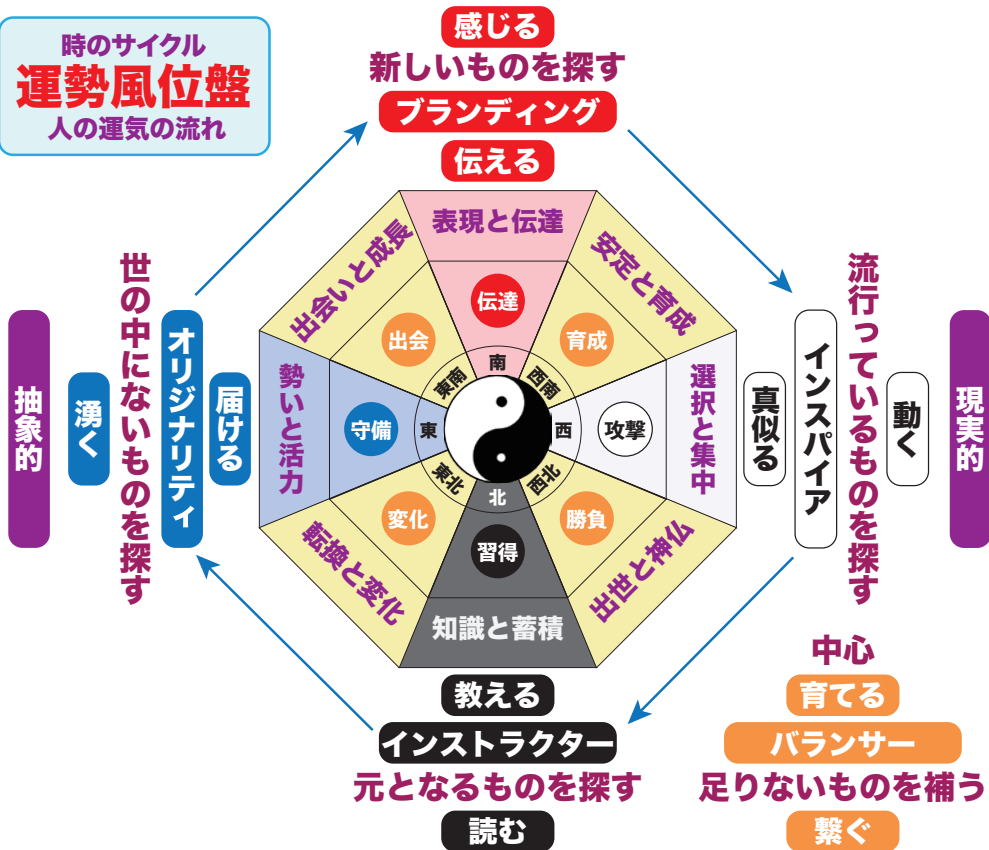 時のサイクル
運勢風位盤
人の運気の流れ
感じる
新しいものを探す
ブランディング
伝える
表現と伝達
伝達
南
出会いと成長
出会
東南
安定と育成
育成
西南
抽象的
湧く
世の中にないものを探す
オリジナリティ
届ける
勢いと活力
守備
東
西
攻撃
選択と集中
真似る
インスパイア
流行っているものを探す
動く
現実的
転換と変化
変化
東北
北
習得
知識と蓄積
西北
勝負
出世と神仏
教える
インストラクター
元となるものを探す
読む
中心
育てる
バランサー
足りないものを補う
繋ぐ